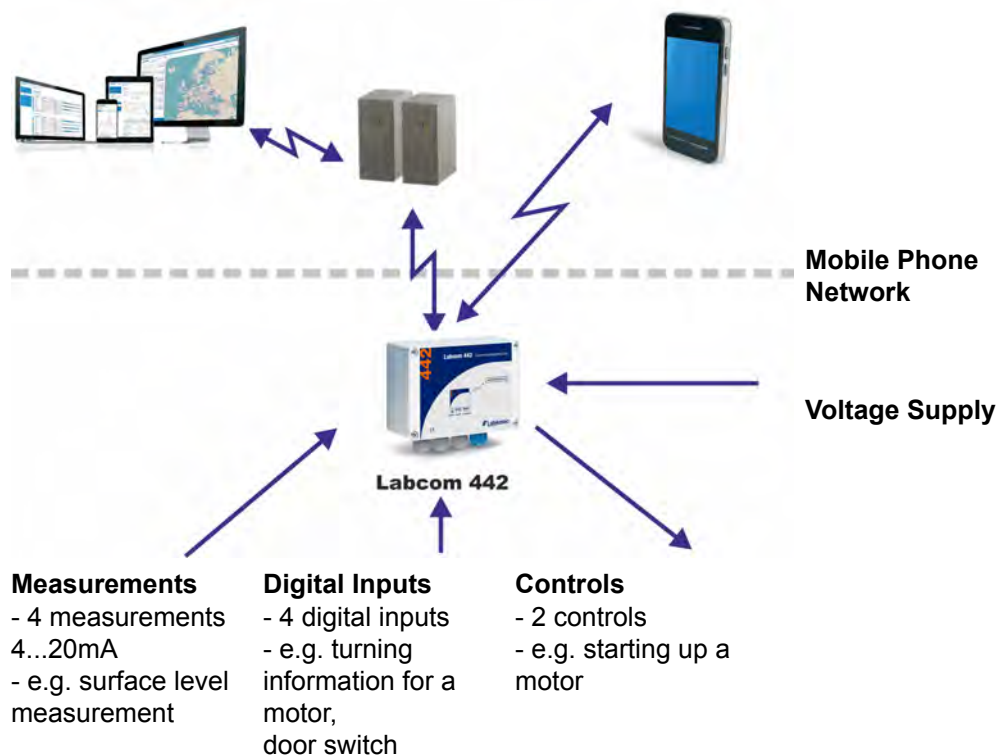 Mobile Phone
Network
442
Labcom 442
Labkotec
Voltage Supply
Labcom 442
Measurements
- 4 measurements
4...20mA
- e.g. surface level
measurement
Digital Inputs
- 4 digital inputs
- e.g. turning
information for a
motor,
door switch
Controls
- 2 controls
- e.g. starting up a
motor